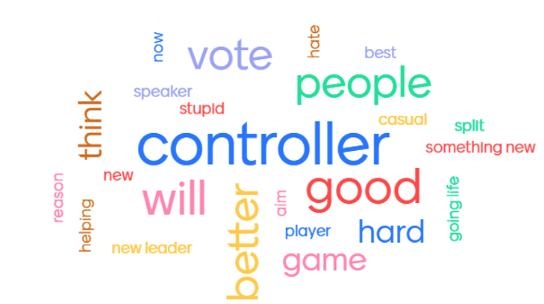 now
vote
hate
best
speaker
people
stupid
think
casual
split
controller
something new
new
reason
will
better
aim
good
going life
helping
player
hard
new leader
game